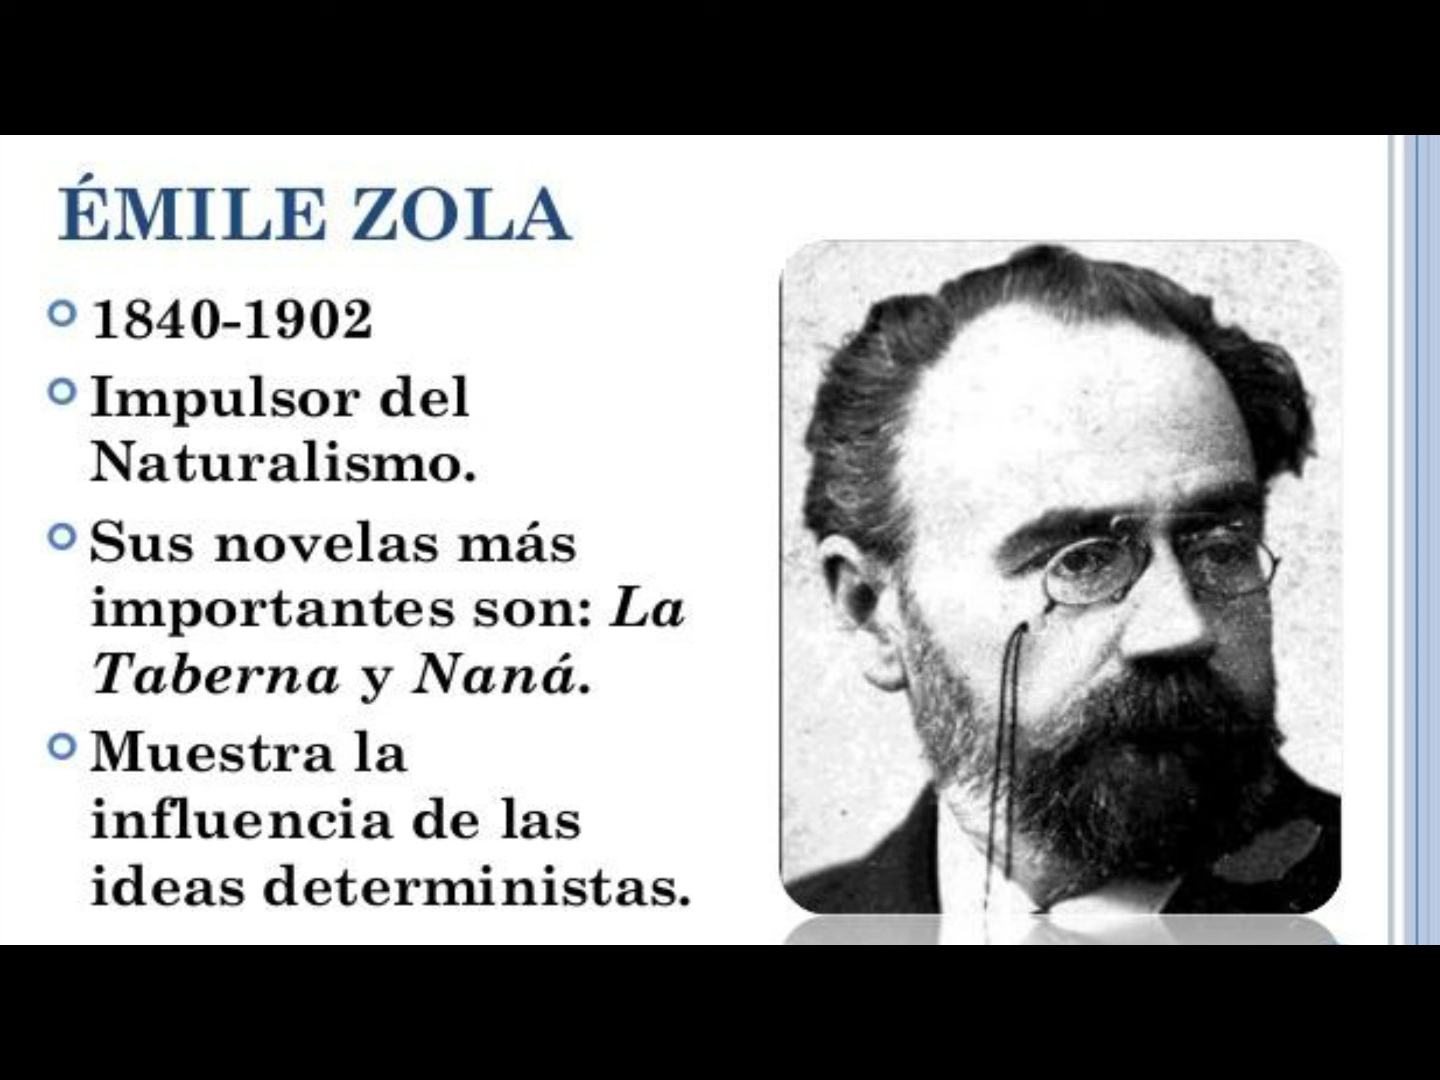 ÉMILE ZOLA
1840-1902
Impulsor del
Naturalismo.
Sus novelas más
importantes son: La
Taberna y Naná.
Muestra la
influencia de las
ideas deterministas.